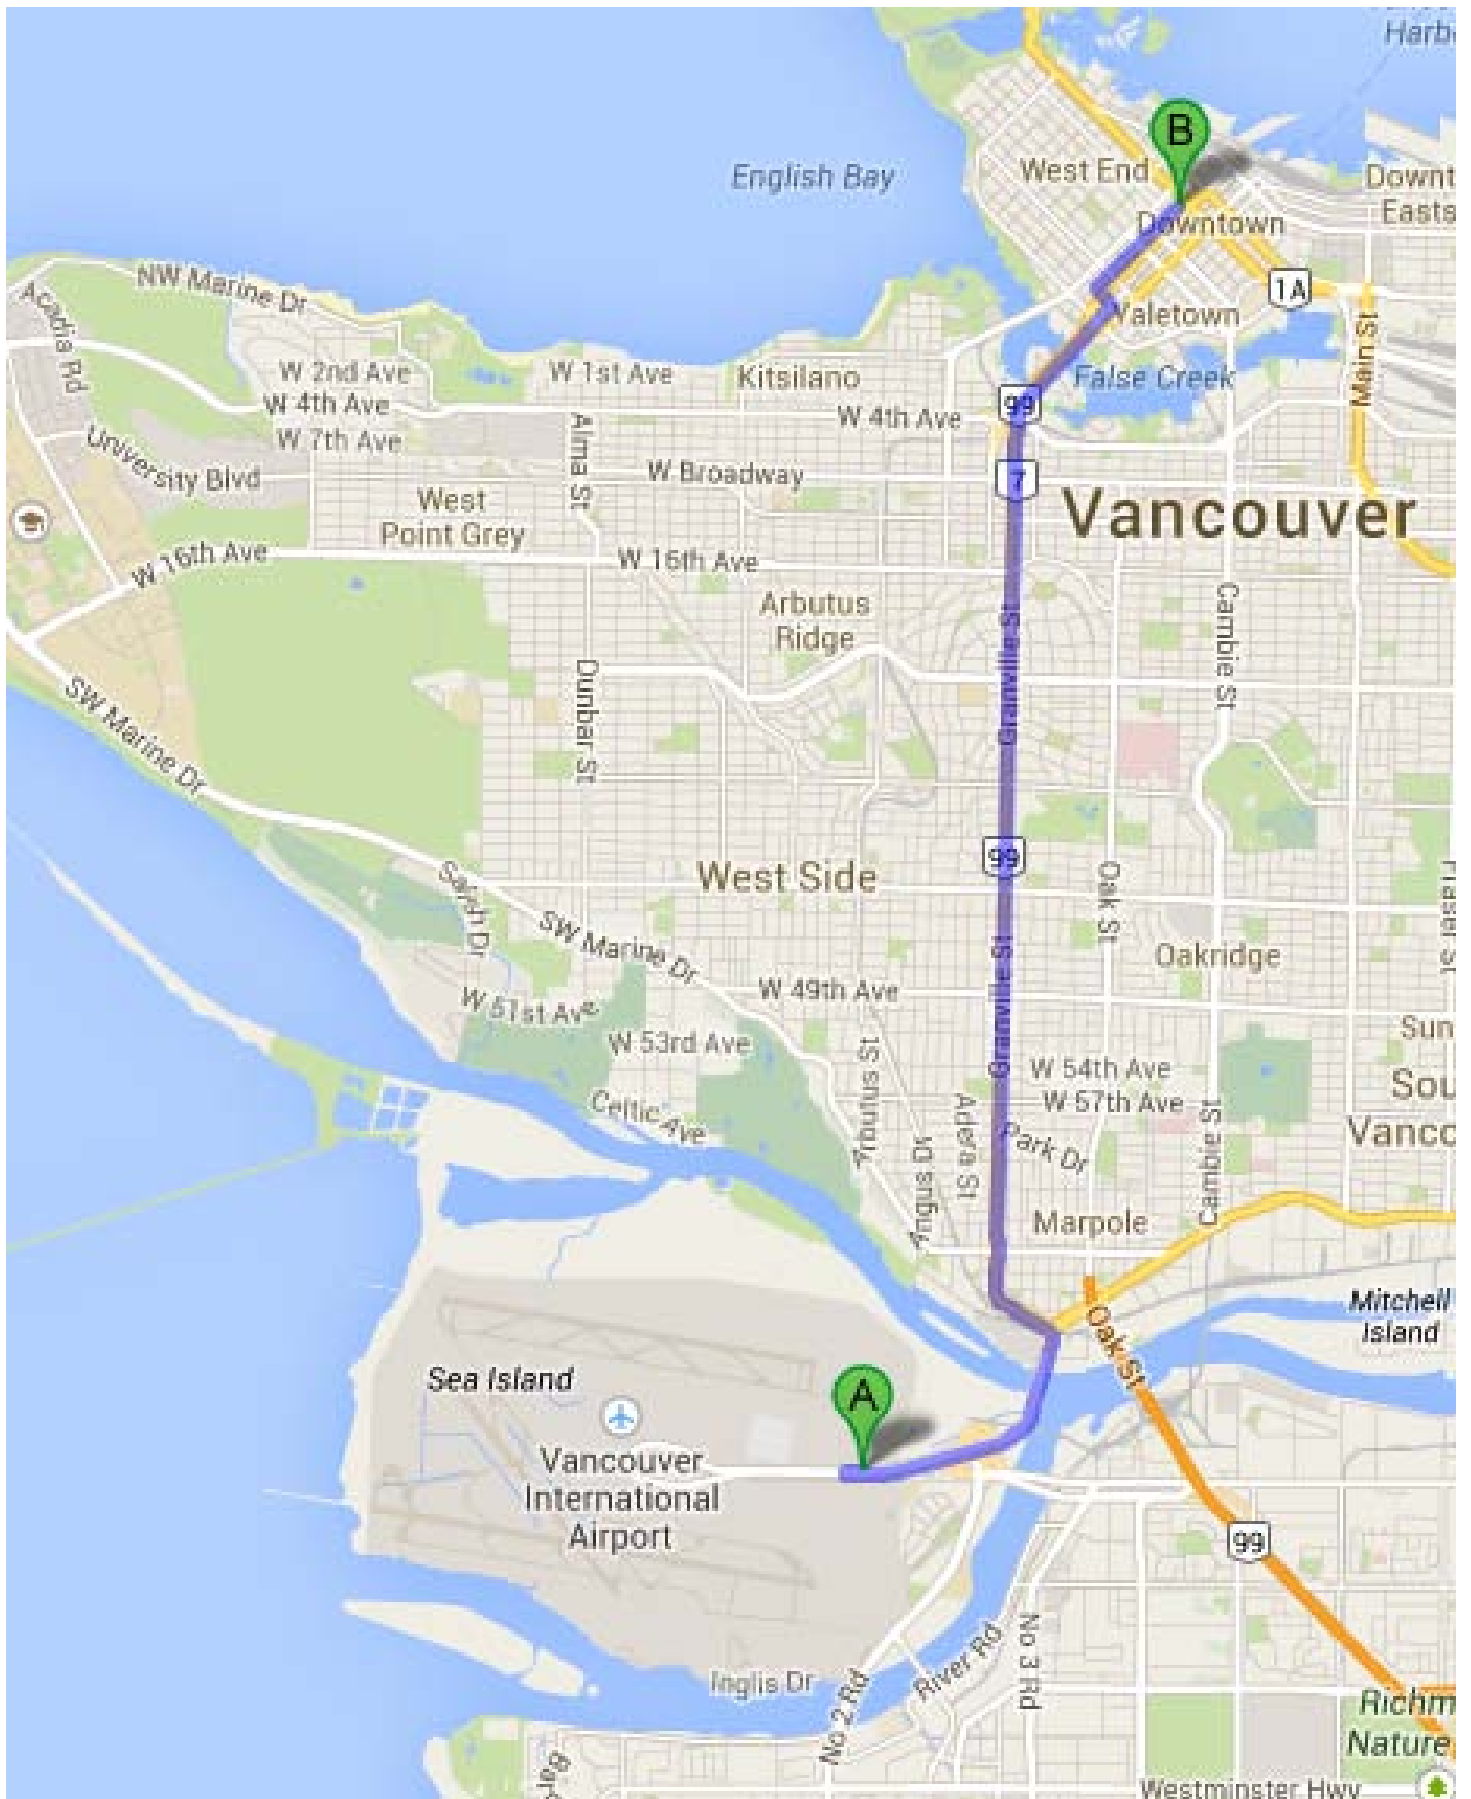 Harb
B
West End
English Bay
Downt
Easts
Downtown
NW Marine Dr
1A
Acadia Rd
Yaletown
Main St
W 2nd Ave
W 1st Ave
Kitsilano
False Creek
W 4th Ave
99
W 4th Ave
W 7th Ave
Alma St
University Blvd
W Broadway
7
West
Point Grey
Vancouver
W 16th Ave
W 16th Ave
Arbutus
Ridge
Cambie St
Granville St
Dunbar St
SW Marine Dr
99
West Side
Oak St
Fraser St
Salish Dr
SW Marine Dr
Granville St
Oakridge
W 49th Ave
W 51st Ave
Sun
W 53rd Ave
W 54th Ave
Sou
Vanco
W 57th Ave
Celtic Ave
Adera St
Angus Dr
Park Dr
Cambie St
Marpole
Mitchell
Island
Oak St
Sea Island
A
Vancouver
International
Airport
99
River Rd
No 3 Rd
Inglis Dr
No 2 Rd
Richm
Nature
Westminster Hwy